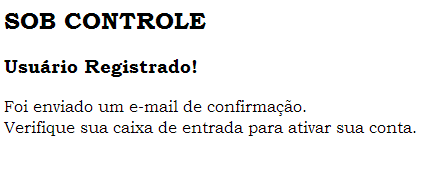 SOB CONTROLE
Usuário Registrado!
Foi enviado um e-mail de confirmação.
Verifique sua caixa de entrada para ativar sua conta.